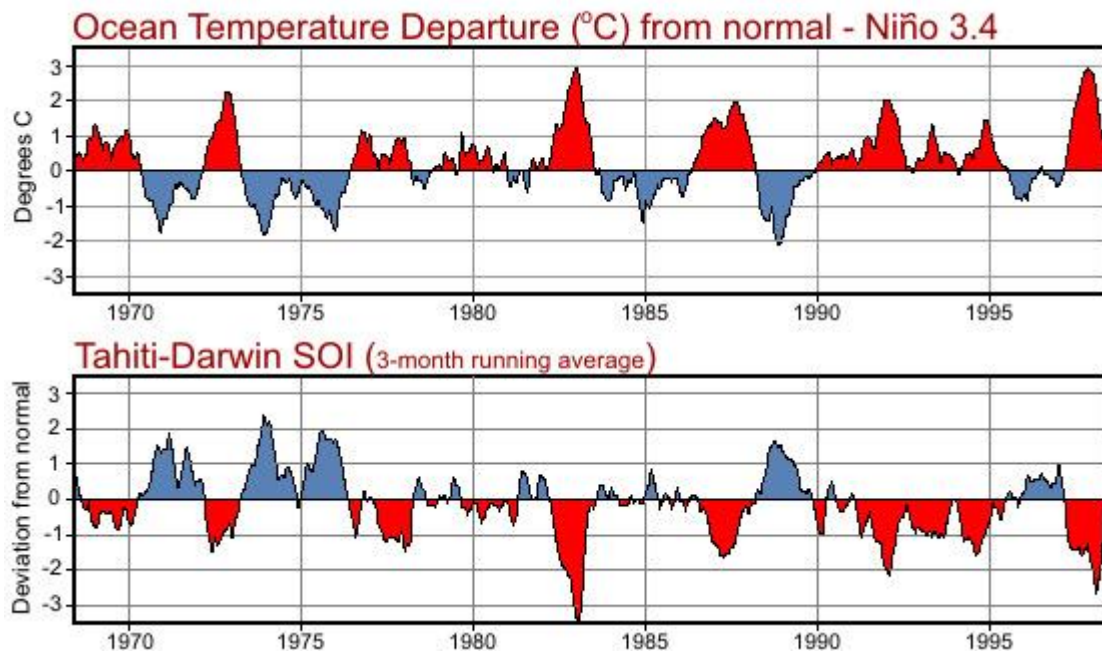 Ocean Temperature Departure (°C) from normal - Niño 3.4
Degrees C
3
2
1
0
-1
-2
-3
1970 1975 1980 1985 1990 1995
Tahiti-Darwin SOI (3-month running average)
Deviation from normal
3
2
1
0
-1
-2
-3
1970 1975 1980 1985 1990 1995